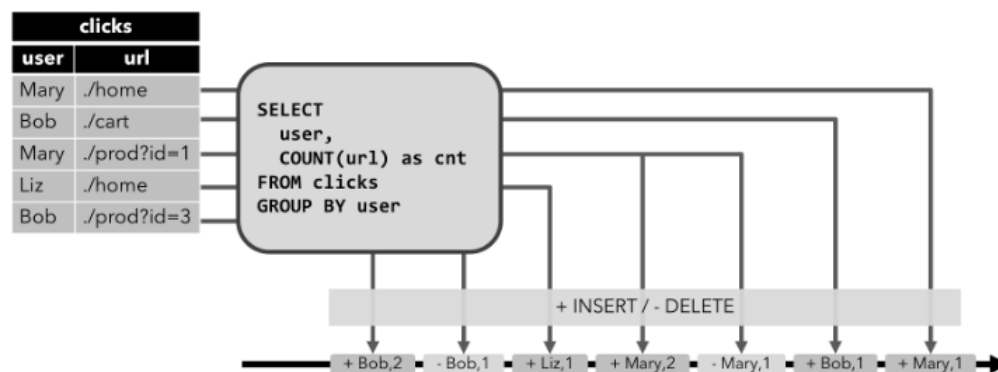 clicks
user url
Mary ./home
Bob ./cart
Mary ./prod?id=1
Liz ./home
Bob ./prod?id=3
SELECT
user,
COUNT(url) as cnt
FROM clicks
GROUP BY user
+ INSERT / - DELETE
+ Bob,2 - Bob,1 + Liz,1 + Mary,2 - Mary,1 + Bob,1 + Mary,1